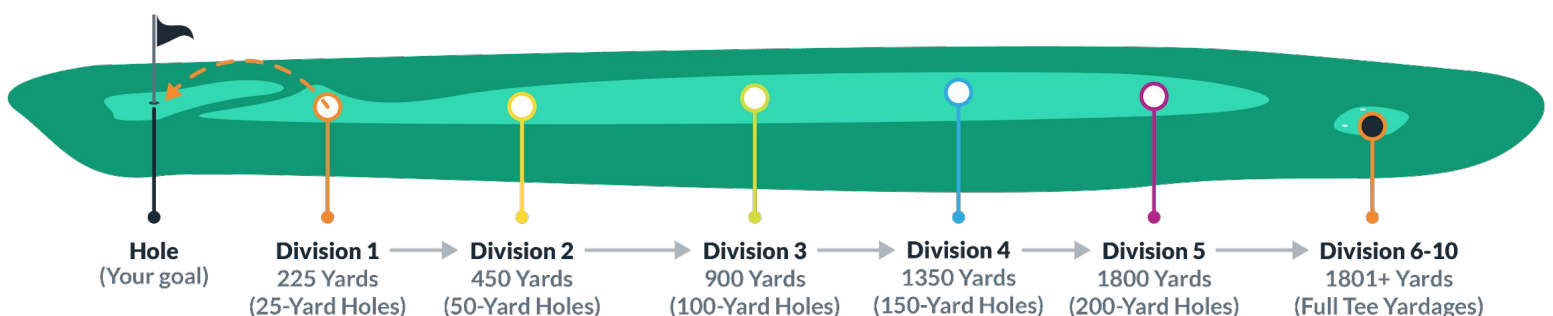 Hole
(Your goal)
Division 1
225 Yards
(25-Yard Holes)
Division 2
450 Yards
(50-Yard Holes)
Division 3
900 Yards
(100-Yard Holes)
Division 4
1350 Yards
(150-Yard Holes)
Division 5
1800 Yards
(200-Yard Holes)
Division 6-10
1801+ Yards
(Full Tee Yardages)